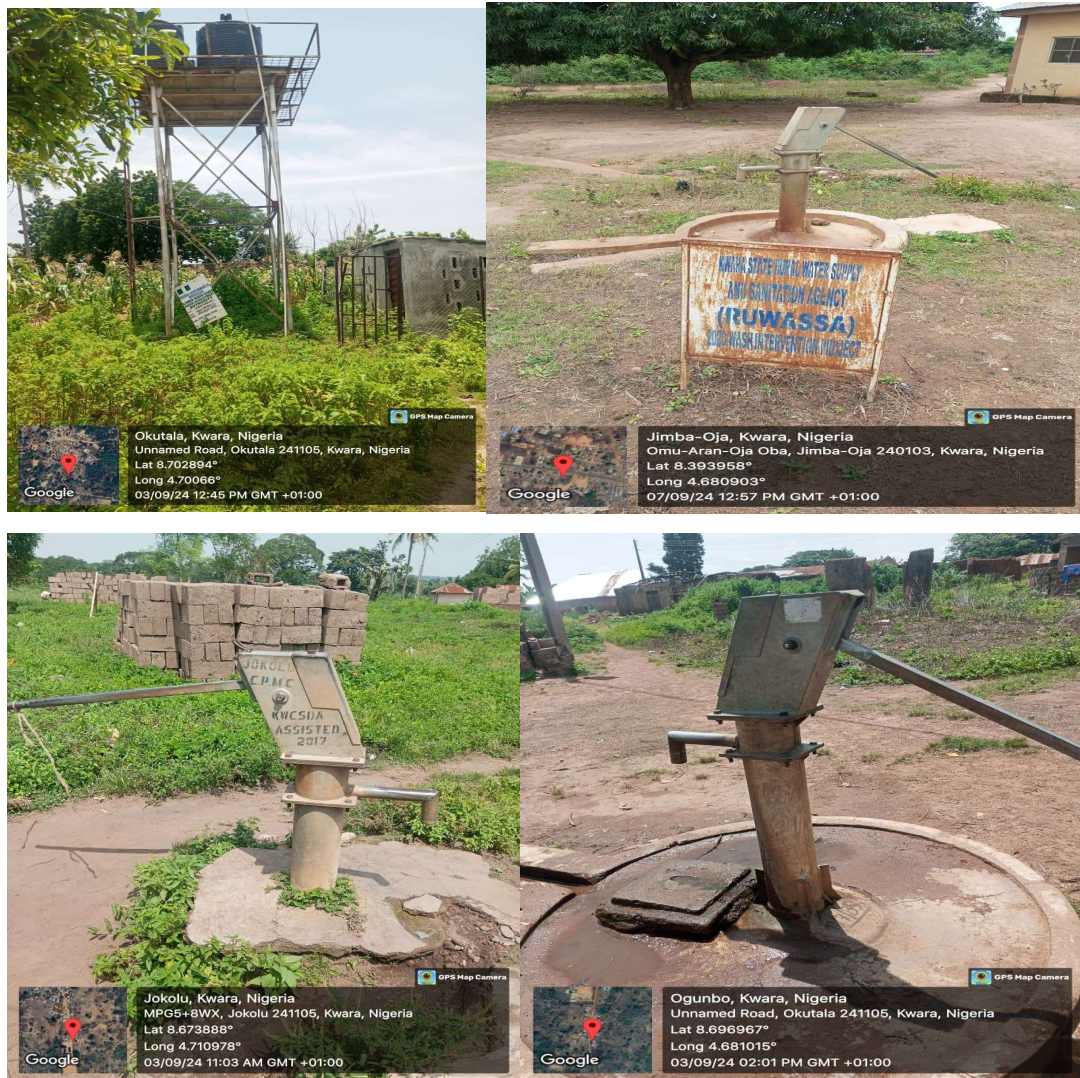 GPS Map Camera
Google
Okutala, Kwara, Nigeria
Unnamed Road, Okutala 241105, Kwara, Nigeria
Lat 8.702894°
Long 4.70066°
03/09/24 12:45 PM GMT +01:00
KWARA STATE RURAL WATER SUPPLY
AND SANITATION AGENCY
(RUWASSA)
2020 WASH INTERVENTION PROJECT
GPS Map Camera
Google
Jimba-Oja, Kwara, Nigeria
Omu-Aran-Oja Oba, Jimba-Oja 240103, Kwara, Nigeria
Lat 8.393958°
Long 4.680903°
07/09/24 12:57 PM GMT +01:00
JOKOLU
C.P.M.C
KWCSDA
ASSISTED
2017
GPS Map Camera
Google
Jokolu, Kwara, Nigeria
MPG5+8WX, Jokolu 241105, Kwara, Nigeria
Lat 8.673888°
Long 4.710978°
03/09/24 11:03 AM GMT +01:00
GPS Map Camera
Google
Ogunbo, Kwara, Nigeria
Unnamed Road, Okutala 241105, Kwara, Nigeria
Lat 8.696967°
Long 4.681015°
03/09/24 02:01 PM GMT +01:00